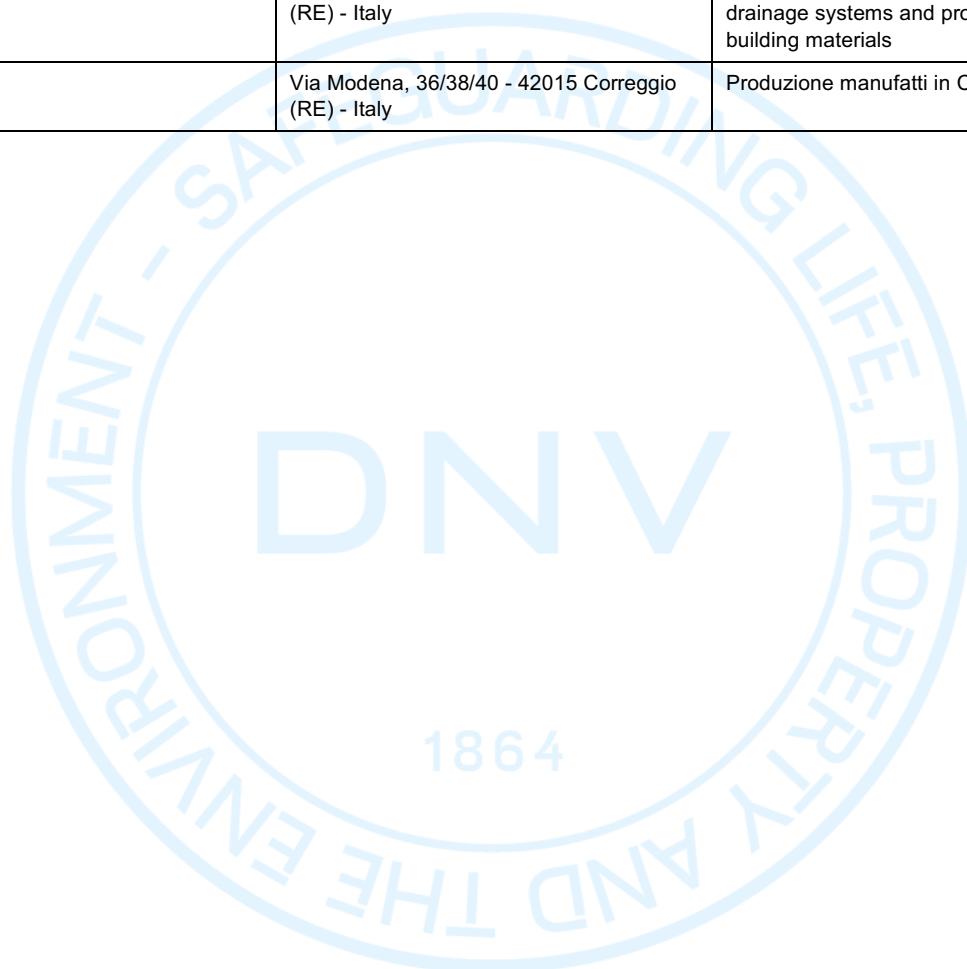 (RE) - Italy
drainage systems and
building materials
Via Modena, 36/38/40 - 42015 Correggio
(RE) - Italy
Produzione manufatti in
SAFEGUARDING LIFE, PROPERTY AND THE ENVIRONMENT -
DNV
1864